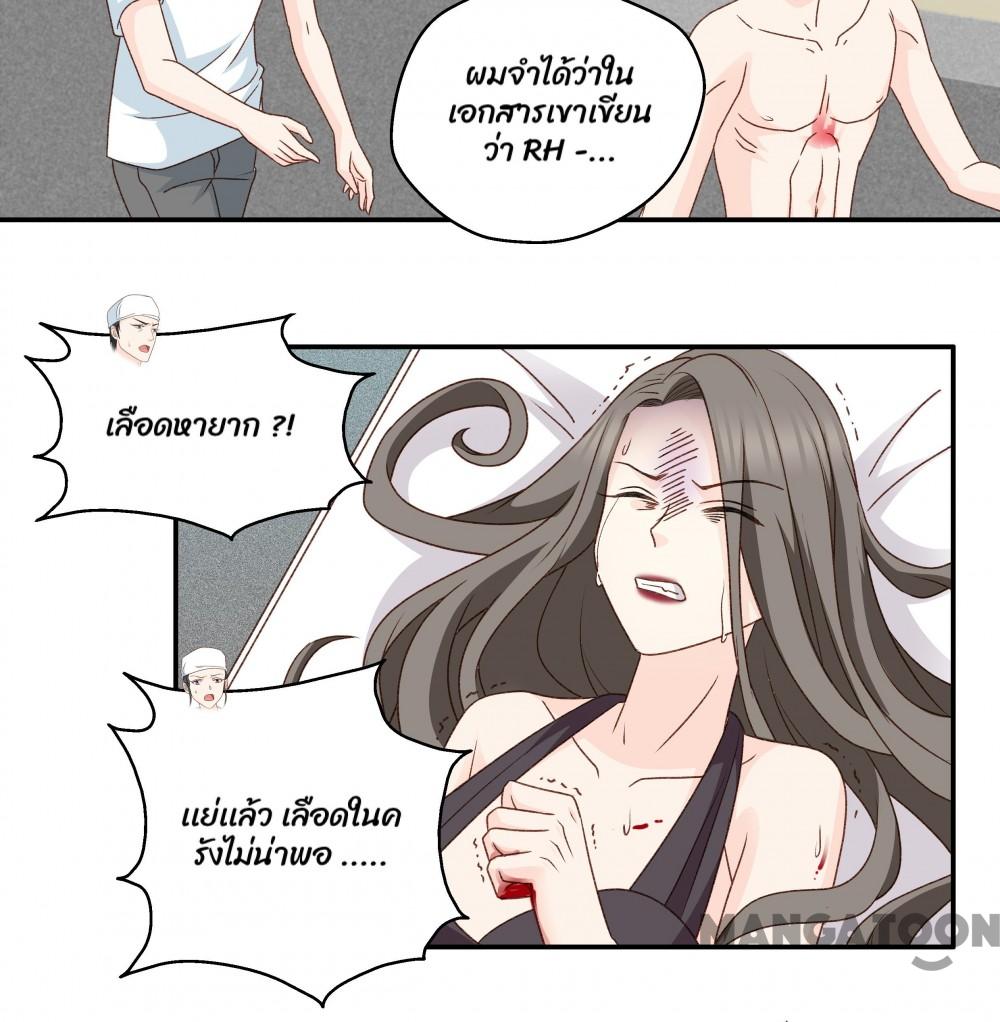 ผมจำได้ว่าใน
เอกสารเขาเขียน
ว่า RH -...
เลือดหายาก ?!
แย่แล้ว เลือดในค
รังไม่น่าพอ .....
MANGATOON